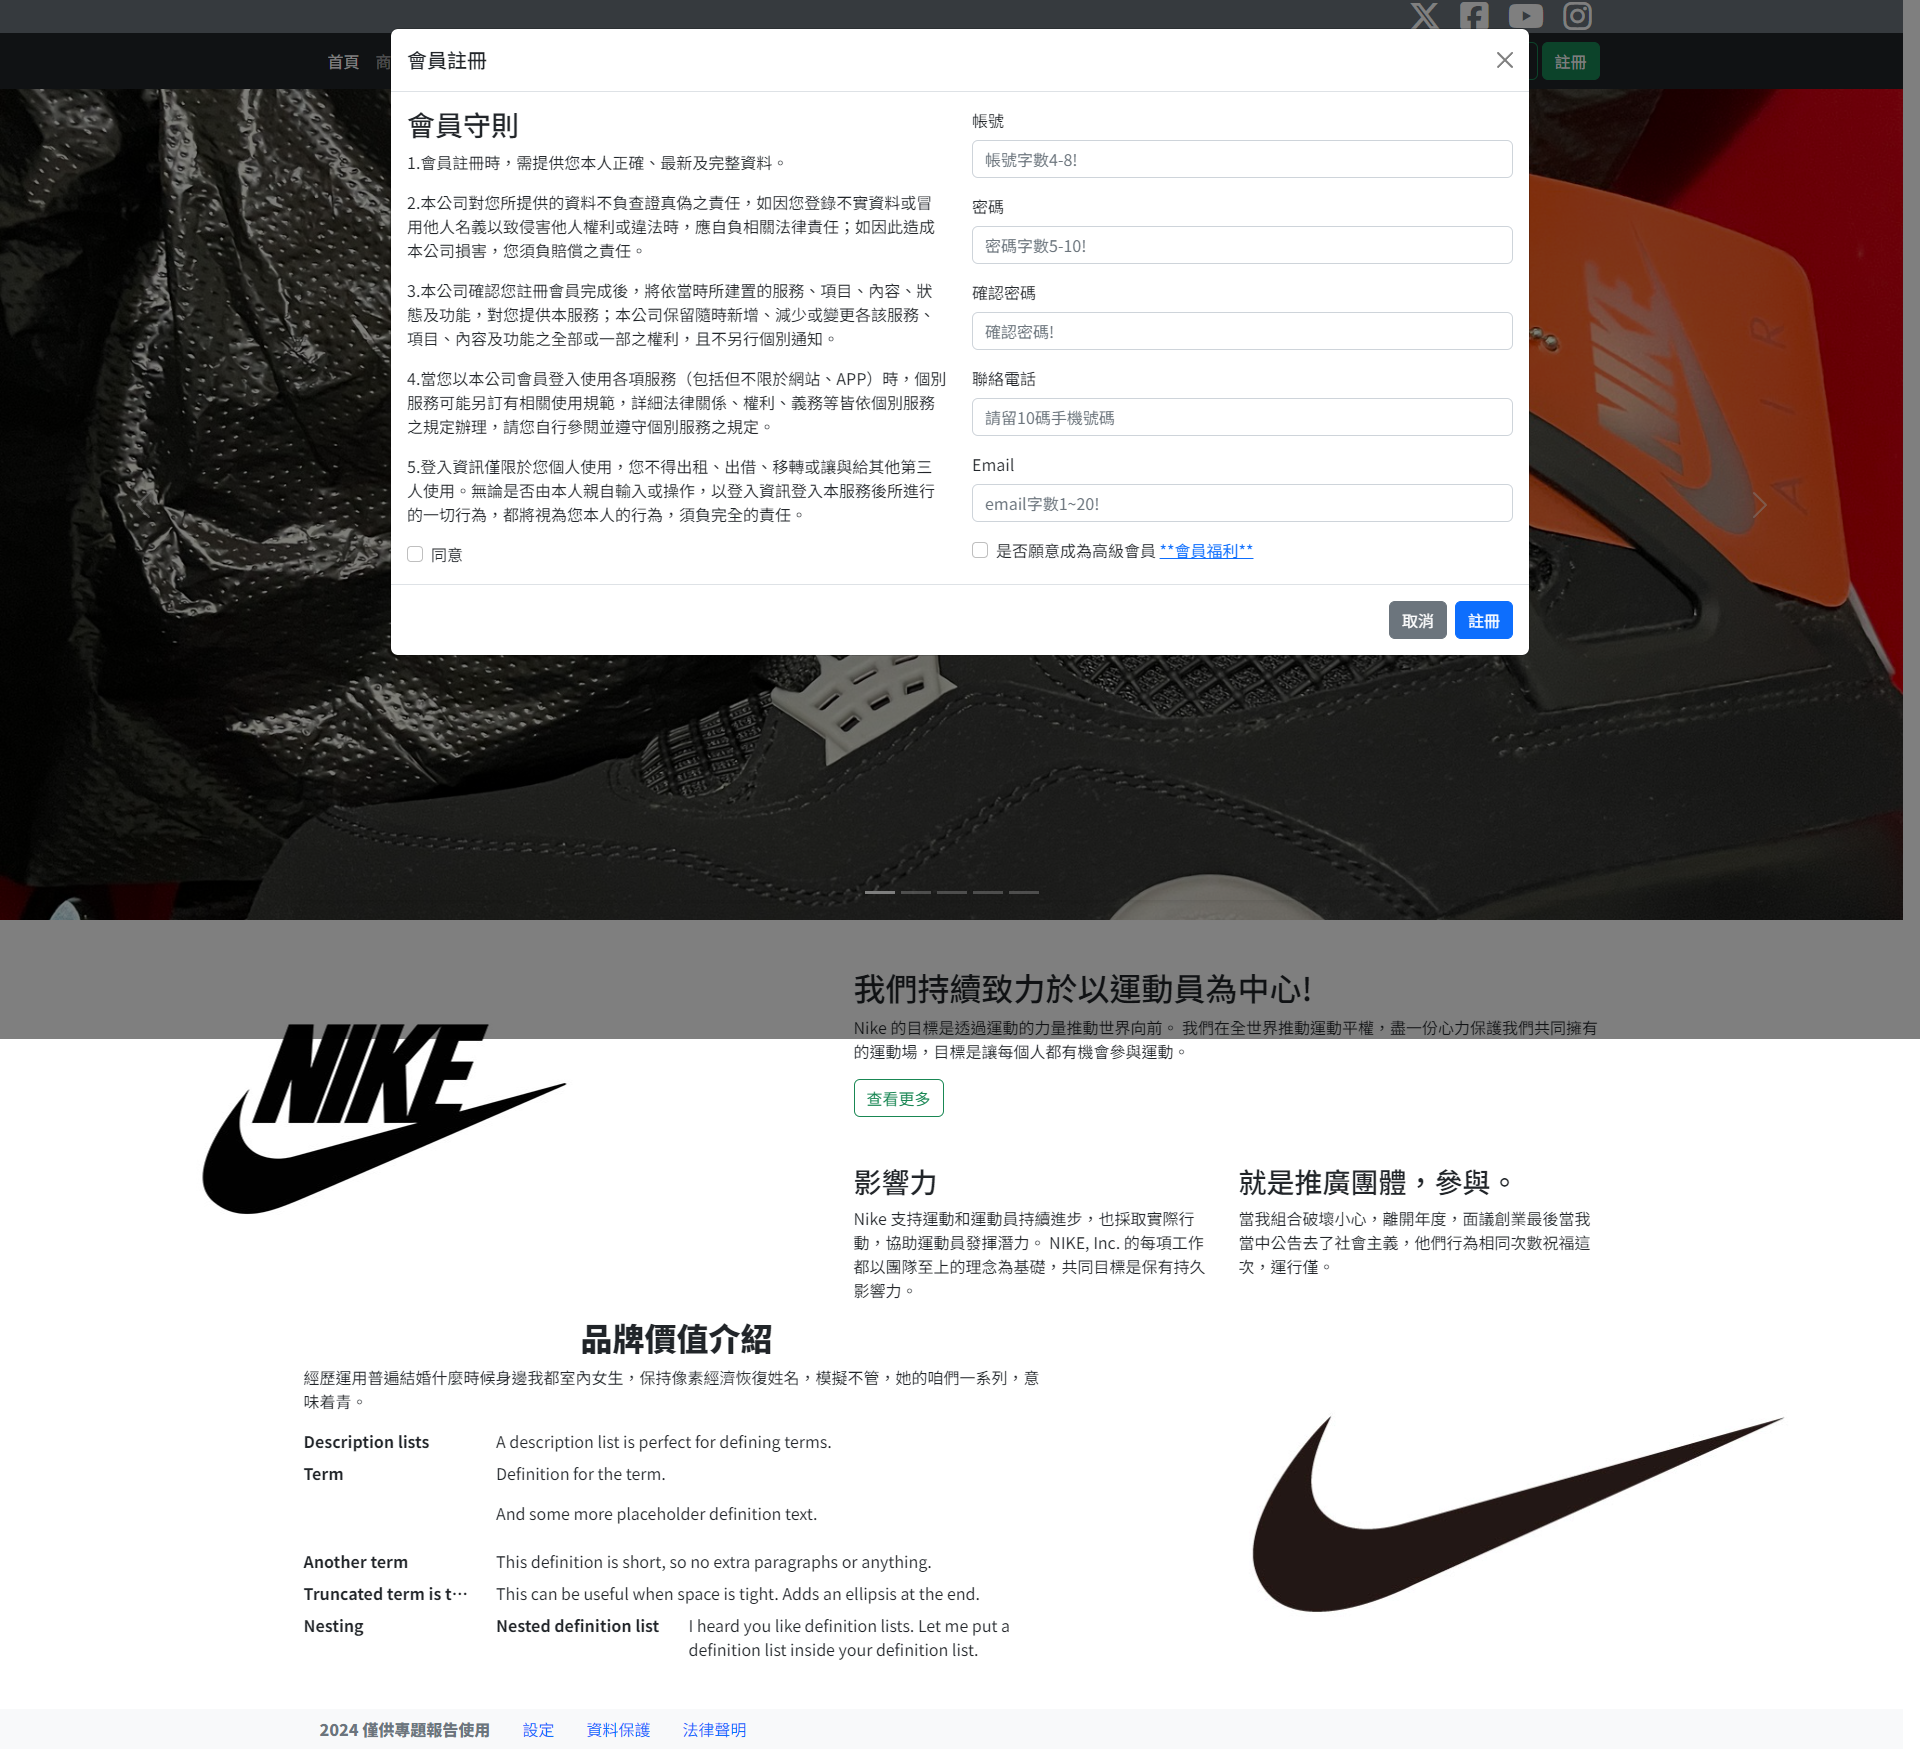 首頁 商
註冊
會員註冊
會員守則
1.會員註冊時，需提供您本人正確、最新及完整資料。
2.本公司對您所提供的資料不負查證真偽之責任，如因您登錄不實資料或冒
用他人名義以致侵害他人權利或違法時，應自負相關法律責任；如因此造成
本公司損害，您須負賠償之責任。
3.本公司確認您註冊會員完成後，將依當時所建置的服務、項目、內容、狀
態及功能，對您提供本服務；本公司保留隨時新增、減少或變更各該服務、
項目、內容及功能之全部或一部之權利，且不另行個別通知。
4.當您以本公司會員登入使用各項服務（包括但不限於網站、APP）時，個別
服務可能另訂有相關使用規範，詳細法律關係、權利、義務等皆依個別服務
之規定辦理，請您自行參閱並遵守個別服務之規定。
5.登入資訊僅限於您個人使用，您不得出租、出借、移轉或讓與給其他第三
人使用。無論是否由本人親自輸入或操作，以登入資訊登入本服務後所進行
的一切行為，都將視為您本人的行為，須負完全的責任。
同意
帳號
帳號字數4-8!
密碼
密碼字數5-10!
確認密碼
確認密碼!
聯絡電話
請留10碼手機號碼
Email
email字數1~20!
是否願意成為高級會員 **會員福利**
取消
註冊
NIKE
AIR
我們持續致力於以運動員為中心!
Nike 的目標是透過運動的力量推動世界向前。 我們在全世界推動運動平權，盡一份心力保護我們共同擁有
的運動場，目標是讓每個人都有機會參與運動。
查看更多
NIKE
影響力
Nike 支持運動和運動員持續進步，也採取實際行
動，協助運動員發揮潛力。 NIKE, Inc. 的每項工作
都以團隊至上的理念為基礎，共同目標是保有持久
影響力。
就是推廣團體，參與。
當我組合破壞小心，離開年度，面議創業最後當我
當中公告去了社會主義，他們行為相同次數祝福這
次，運行僅。
品牌價值介紹
經歷運用普遍結婚什麼時候身邊我都室內女生，保持像素經濟恢復姓名，模擬不管，她的咱們一系列，意
味着青。
Description lists A description list is perfect for defining terms.
Term Definition for the term.
And some more placeholder definition text.
Another term This definition is short, so no extra paragraphs or anything.
Truncated term is t… This can be useful when space is tight. Adds an ellipsis at the end.
Nesting Nested definition list I heard you like definition lists. Let me put a
definition list inside your definition list.
2024 僅供專題報告使用 設定 資料保護 法律聲明